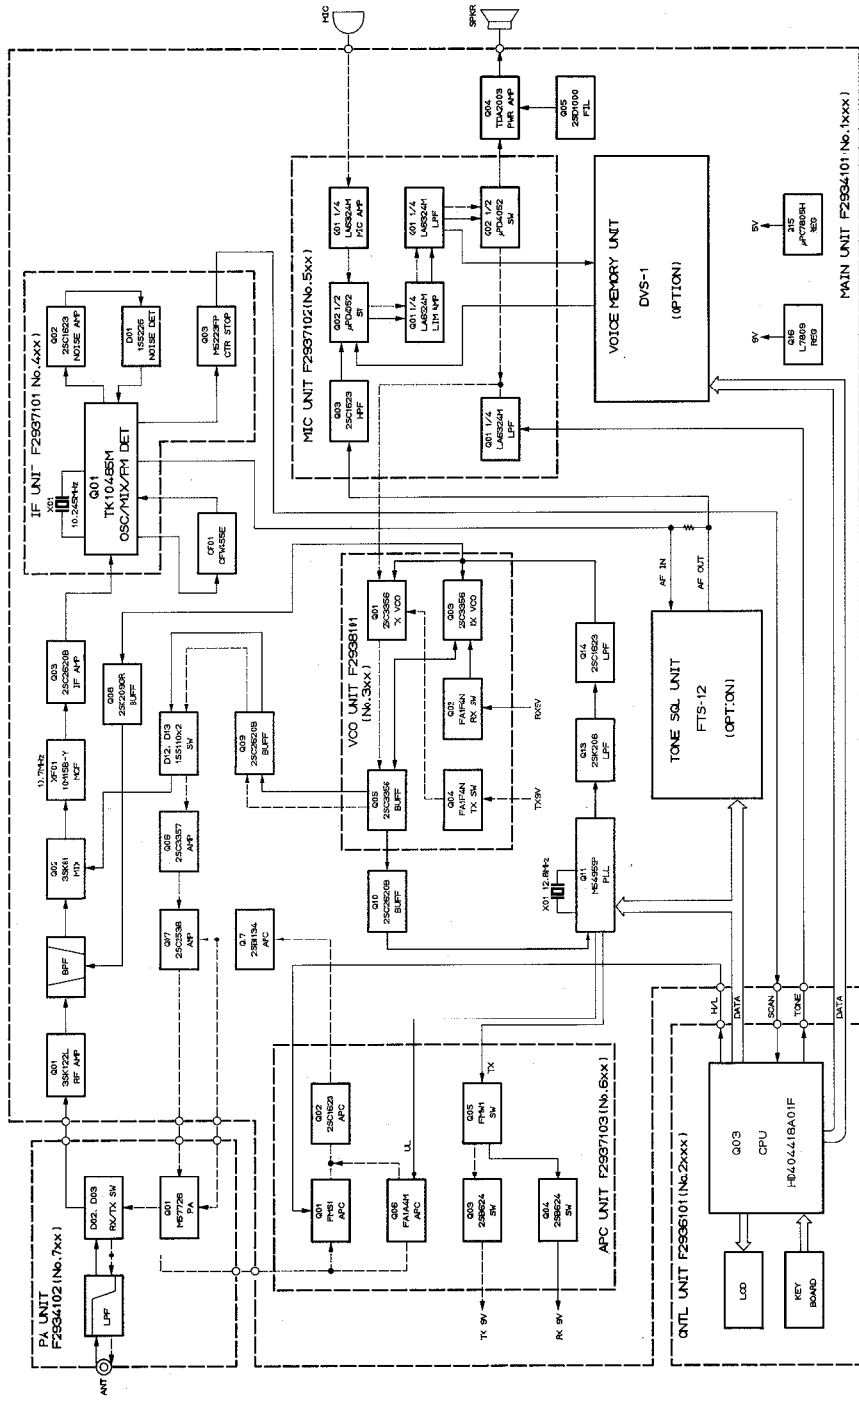 PA UNIT
F2934102 (No.7xx)
ANT
LPF
D02, D03
RX/TX SW
Q01
M57726
PA
Q01
3SK122L
RF AMP
BPF
Q02
3SK81
MIX
XF01
10M15B-Y
MCF
Q03
2SC2620B
IF AMP
IF UNIT F2937101 No.4xx)
X01
10.245MHz
Q01
TK10485M
OSC/MIX/FM DET
Q02
2SC1623
NOISE AMP
D01
1SS226
NOISE DET
Q03
M5223FP
CTR STOP
CF01
CFW455E
Q08
2SK2090R
BUFF
D12, D13
1SS110x2
SW
Q06
2SC3357
AMP
AMP
Q09
2SC2620B
BUFF
APC
MIC
SPKR
MIC UNIT F2937102 (No.5xx)
Q01 1/4
LA6324M
MIC AMP
Q02 1/2
µPD4052
Q01 1/4
LA6324M
LIM AMP
Q01 1/4
LA6324M
LPF
Q02 1/2
µPD4052
SW
Q03
2SC1623
HPF
Q01 1/4
LA6324M
LPF
Q04
TDA2003
PWR AMP
Q05
2SD1000
FIL
VOICE MEMORY UNIT
DVS-1
(OPTION)
5V
Q15
µPC7805H
REG
9V
Q16
L7809
REG
MAIN UNIT F2934101 No.1xxx)
(No.3xx)
Q01
2SC3356
TX VCO
Q03
2SC3356
RX VCO
Q02
FA1F4N
RX SW
Q04
FA1F4N
TX SW
Q05
2SC3356
BUFF
RX5V
TX9V
Q10
2SC2620B
BUFF
X01 12.8MHz
Q11
M54959P
PLL
Q13
2SK208
LPF
Q14
2SC1623
LPF
AF IN
AF OUT
TONE SQL UNIT
FTS-12
(OPTION)
APC UNIT F2937103 (No.6xx)
Q01
FMS1
APC
Q02
2SC1623
APC
Q06
FA1A4M
APC
UL
TX
Q05
FMW1
SW
Q03
2SB624
SW
Q04
2SB624
SW
TX 9V
RX 9V
H/L
DATA
SCAN
TONE
DATA
CNTL UNIT F2936101 (No.2xxx)
Q03
CPU
HD404418A01F
LCD
KEY
BOARD